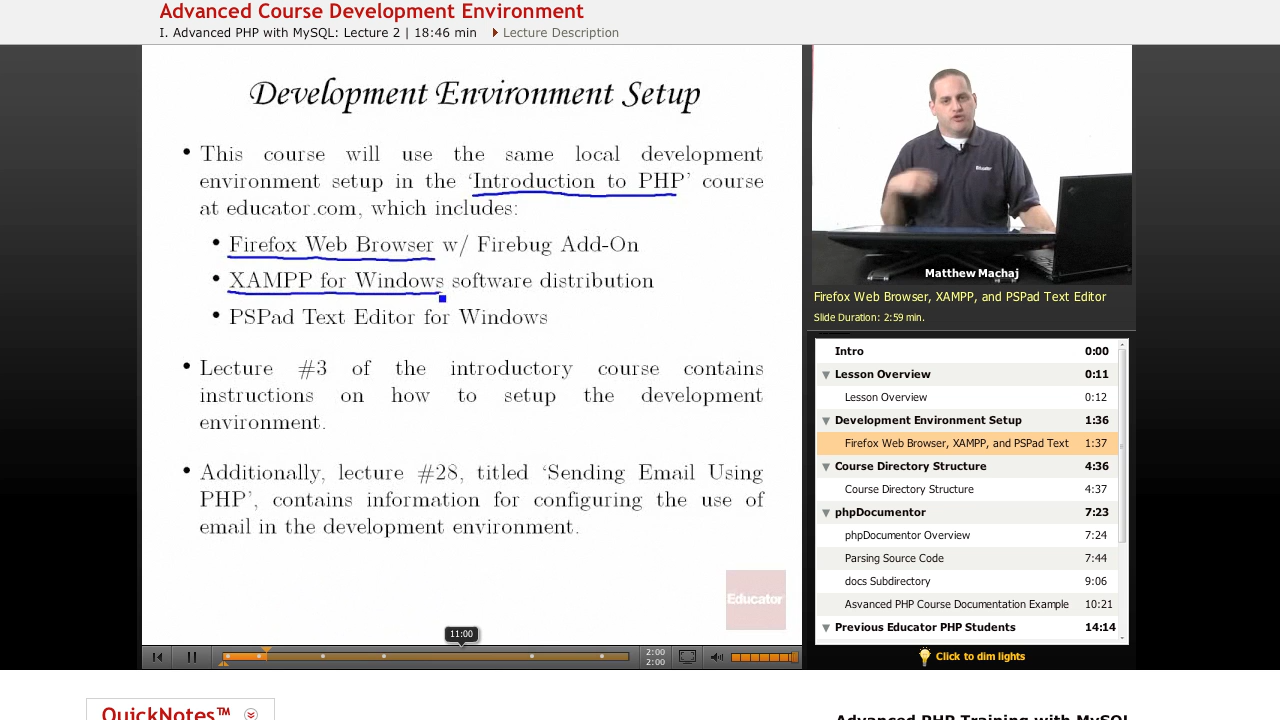 Advanced Course Development Environment
I. Advanced PHP with MySQL: Lecture 2 | 18:46 min
Lecture Description
Development Environment Setup
• This course will use the same local development
environment setup in the ‘Introduction to PHP’ course
at educator.com, which includes:
• Firefox Web Browser w/ Firebug Add-On
• XAMPP for Windows software distribution
• PSPad Text Editor for Windows
• Lecture #3 of the introductory course contains
instructions on how to setup the development
environment.
• Additionally, lecture #28, titled ‘Sending Email Using
PHP’, contains information for configuring the use of
email in the development environment.
Educator
11:00
2:00
2:00
Educator
Matthew Machaj
Firefox Web Browser, XAMPP, and PSPad Text Editor
Slide Duration: 2:59 min.
Intro 0:00
Lesson Overview 0:11
Lesson Overview 0:12
Development Environment Setup 1:36
Firefox Web Browser, XAMPP, and PSPad Text 1:37
Course Directory Structure 4:36
Course Directory Structure 4:37
phpDocumentor 7:23
phpDocumentor Overview 7:24
Parsing Source Code 7:44
docs Subdirectory 9:06
Asvanced PHP Course Documentation Example 10:21
Previous Educator PHP Students 14:14
Click to dim lights
QuickNotes™
Advanced PHP Training with MySQL